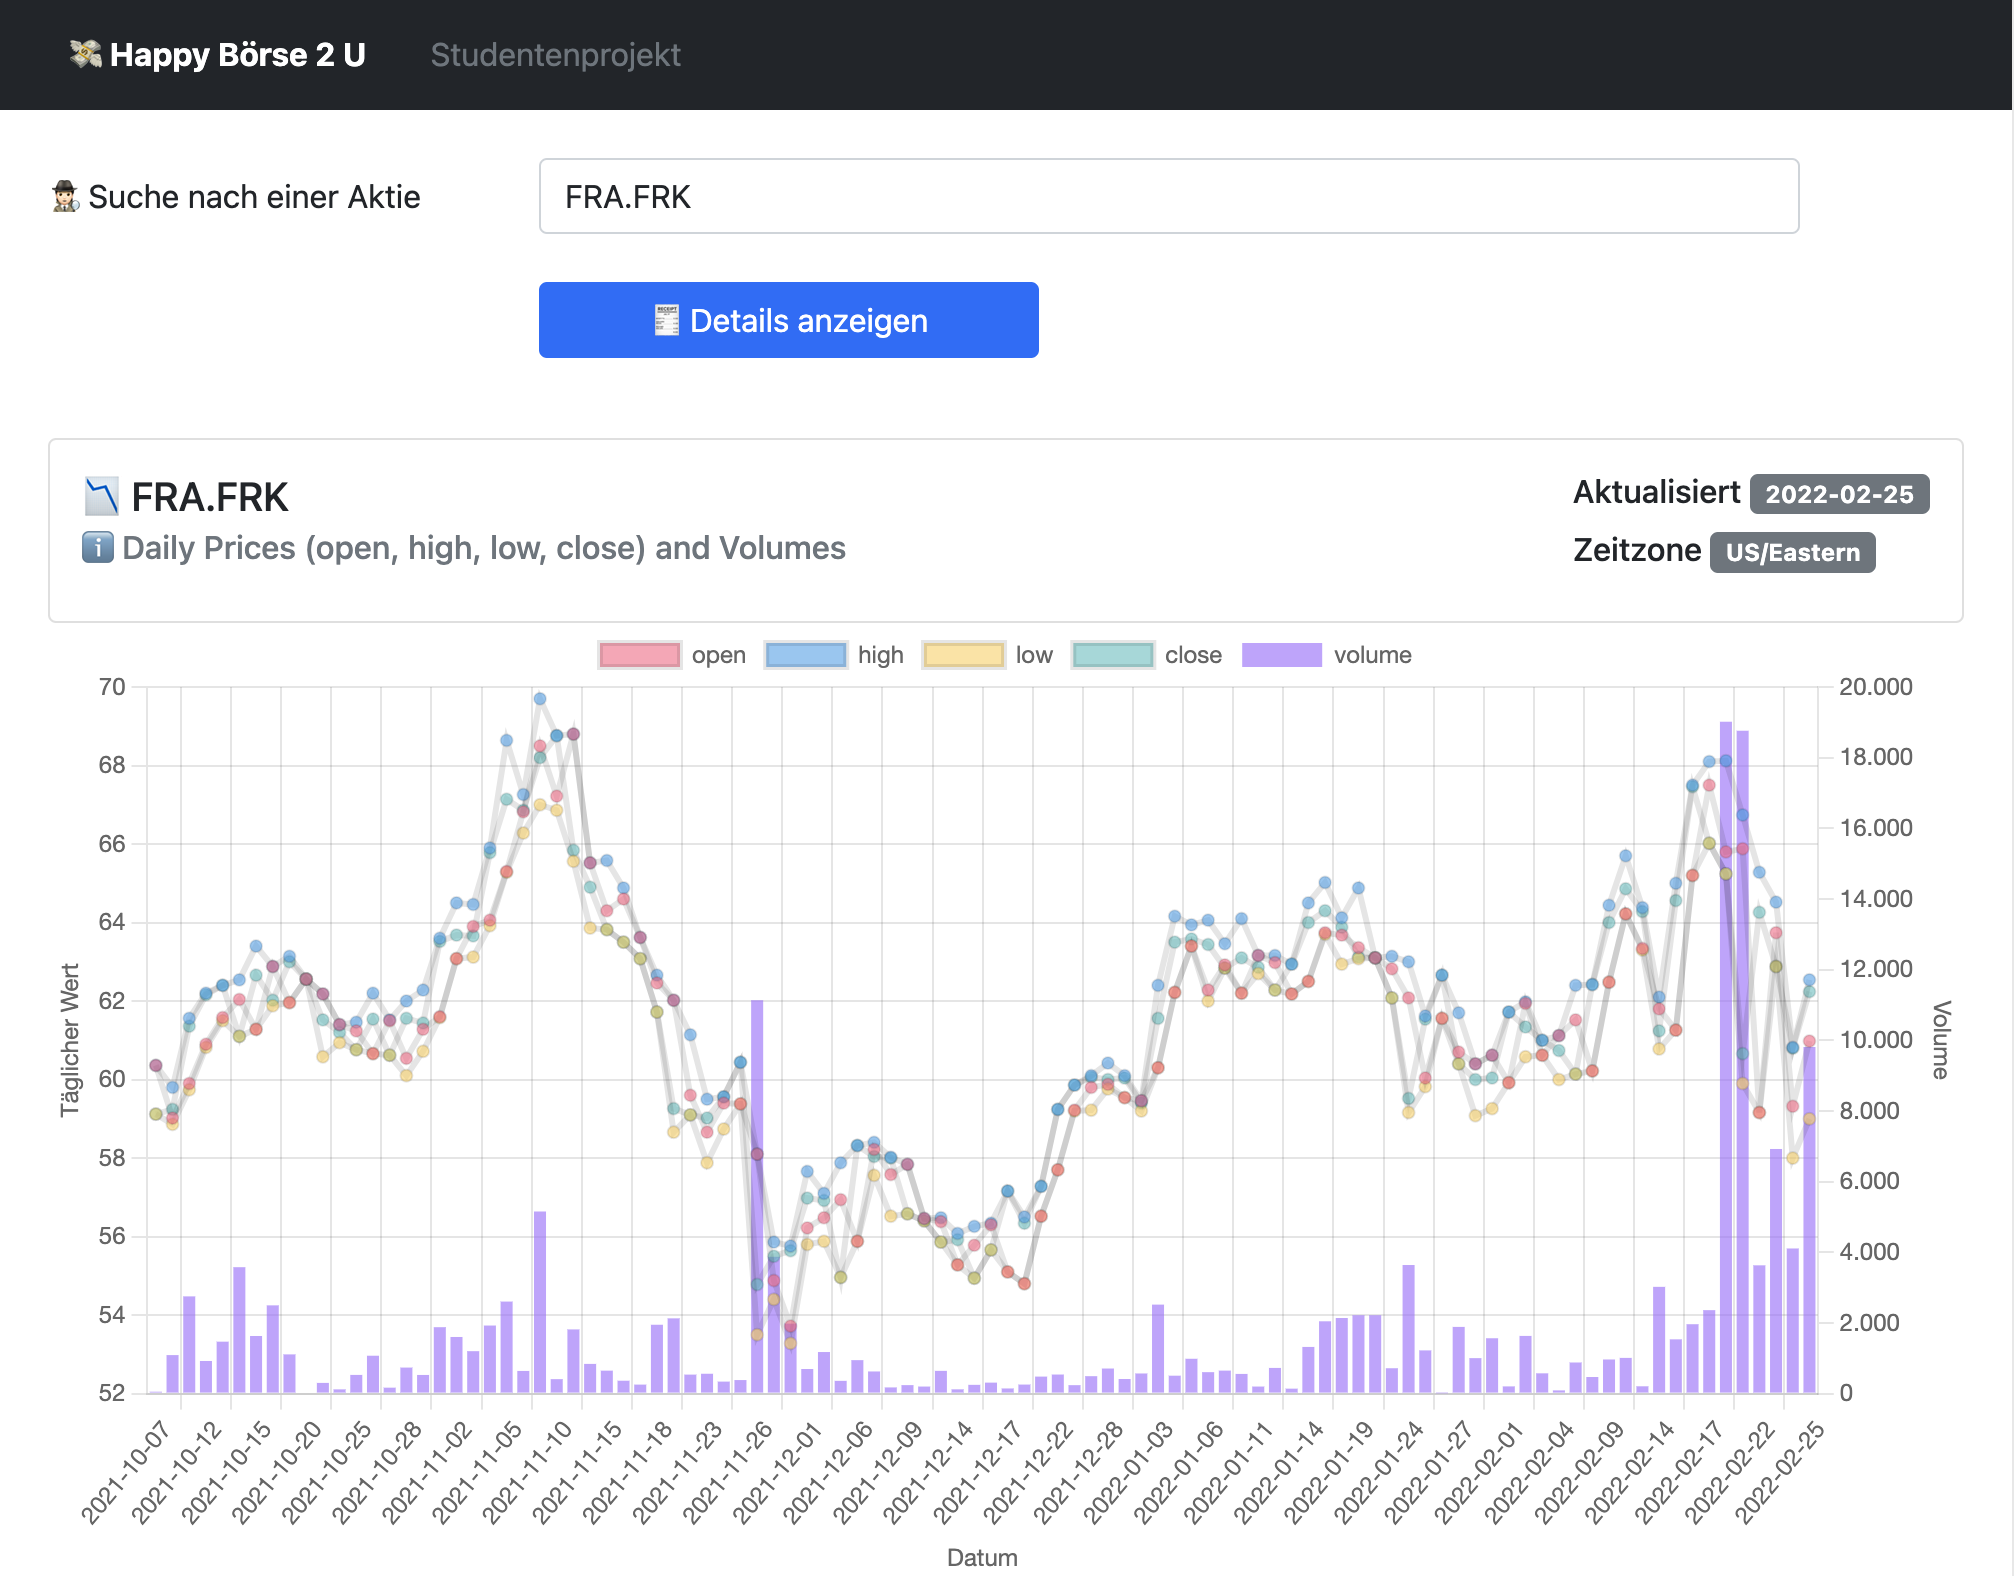 Happy Börse 2 U Studentenprojekt
Suche nach einer Aktie FRA.FRK
Details anzeigen
FRA.FRK
Daily Prices (open, high, low, close) and Volumes
Aktualisiert 2022-02-25
Zeitzone US/Eastern
open high low close volume
70 20.000
68 18.000
66 16.000
64 14.000
62 12.000
60 10.000
58 8.000
56 6.000
54 4.000
52 2.000
0
Täglicher Wert
Volume
2021-10-07 2021-10-12 2021-10-15 2021-10-20 2021-10-25 2021-10-28 2021-11-02 2021-11-05 2021-11-10 2021-11-15 2021-11-18 2021-11-23 2021-11-26 2021-12-01 2021-12-06 2021-12-09 2021-12-14 2021-12-17 2021-12-22 2021-12-28 2022-01-03 2022-01-06 2022-01-11 2022-01-14 2022-01-19 2022-01-24 2022-01-27 2022-02-01 2022-02-04 2022-02-09 2022-02-14 2022-02-17 2022-02-22 2022-02-25
Datum